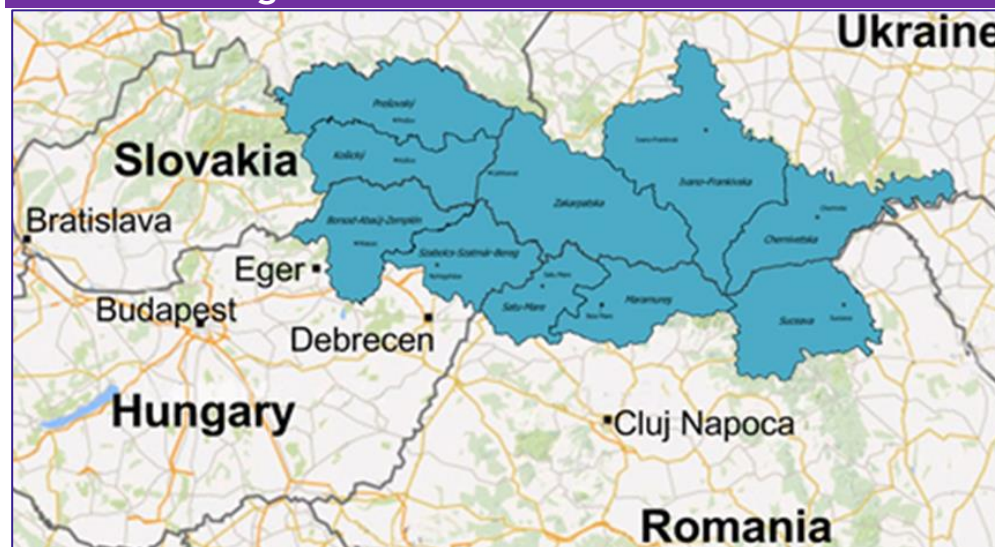 Ukraine
Prešovský
Slovakia
Košický
Ivano-Frankivska
Zakarpatska
Bratislava
Borsod-Abaúj-Zemplén
Chernivetska
Szabolcs-Szatmár-Bereg
Eger
Satu-Mare
Maramureş
Budapest
Suceava
Debrecen
Hungary
Cluj Napoca
Romania